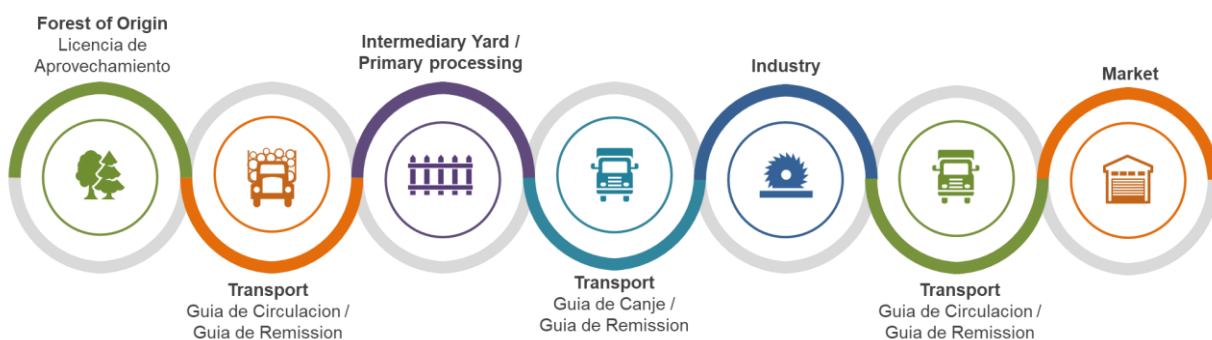 Forest of Origin
Licencia de
Aprovechamiento
Transport
Guia de Circulacion /
Guia de Remission
Intermediary Yard /
Primary processing
Transport
Guia de Canje /
Guia de Remission
Industry
Transport
Guia de Circulacion /
Guia de Remission
Market